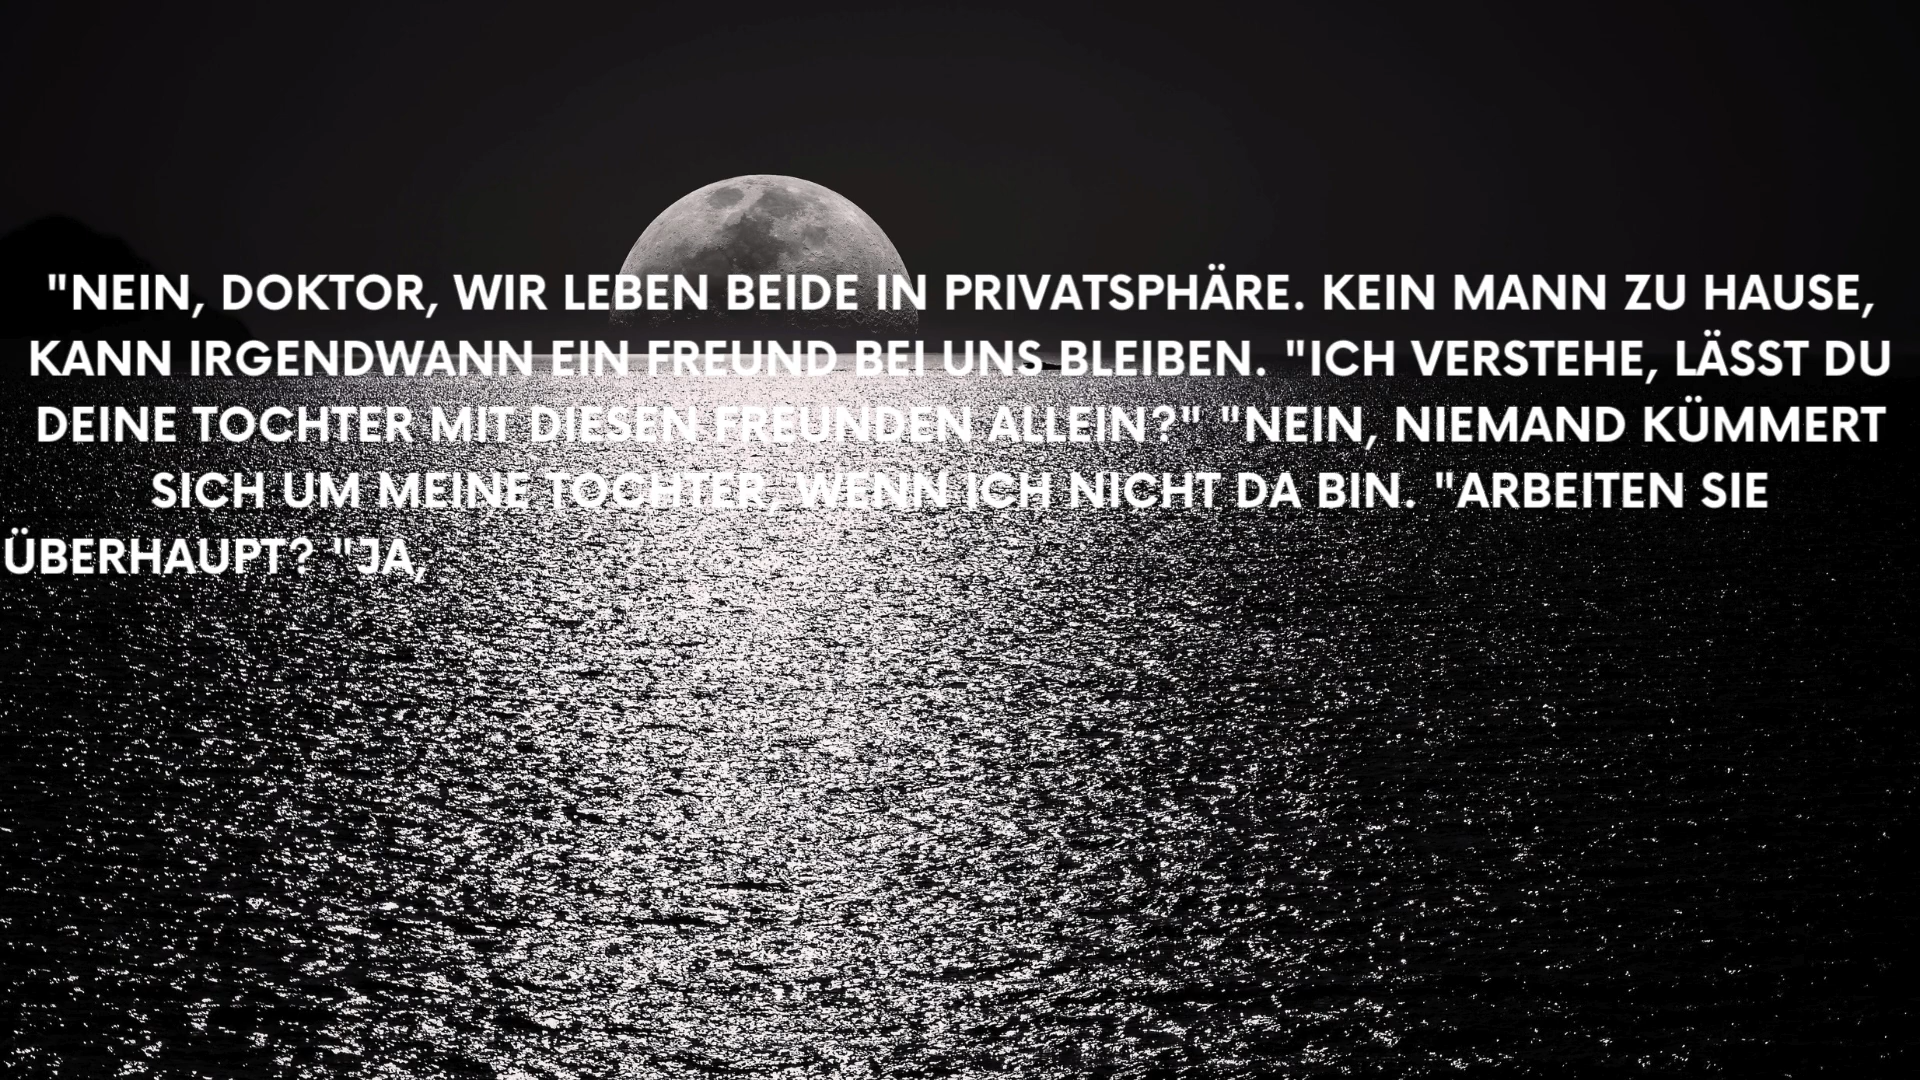 "NEIN, DOKTOR, WIR LEBEN BEIDE IN PRIVATSPHÄRE. KEIN MANN ZU HAUSE,
KANN IRGENDWANN EIN FREUND BEI UNS BLEIBEN. "ICH VERSTEHE, LÄSST DU
DEINE TOCHTER MIT DIESEN FREUNDEN ALLEIN?" "NEIN, NIEMAND KÜMMERT
SICH UM MEINE TOCHTER, WENN ICH NICHT DA BIN. "ARBEITEN SIE
ÜBERHAUPT? "JA,